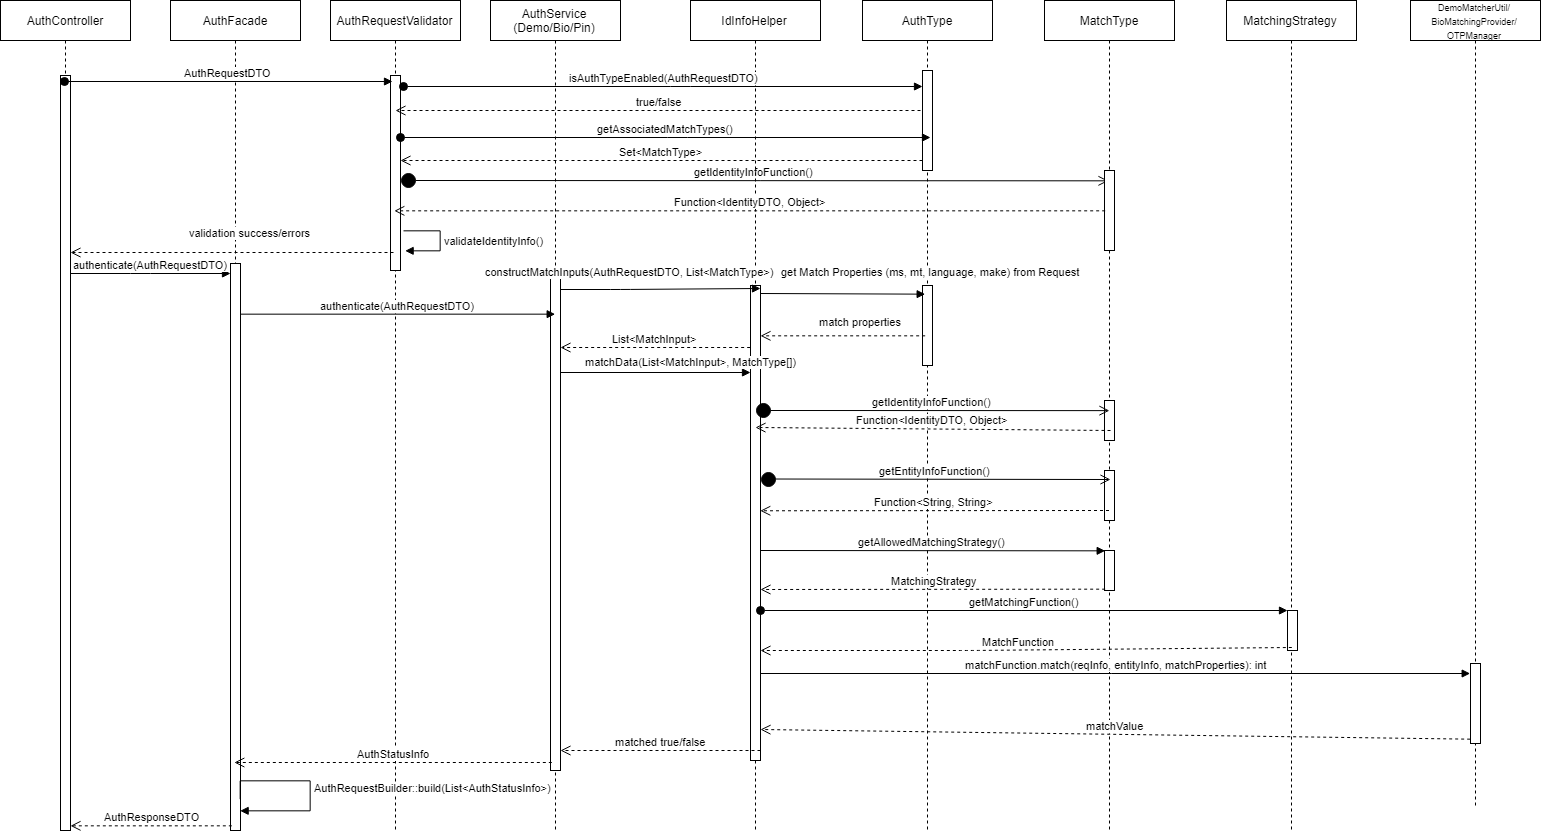 AuthController
AuthFacade
AuthRequestValidator
AuthService
(Demo/Bio/Pin)
IdInfoHelper
AuthType
MatchType
MatchingStrategy
DemoMatcherUtil/
BioMatchingProvider/
OTPManager
AuthRequestDTO
isAuthTypeEnabled(AuthRequestDTO)
true/false
getAssociatedMatchTypes()
Set<MatchType>
getIdentityInfoFunction()
Function<IdentityDTO, Object>
validation success/errors
validateIdentityInfo()
authenticate(AuthRequestDTO)
constructMatchInputs(AuthRequestDTO, List<MatchType>)
get Match Properties (ms, mt, language, make) from Request
authenticate(AuthRequestDTO)
match properties
List<MatchInput>
matchData(List<MatchInput>, MatchType[])
getIdentityInfoFunction()
Function<IdentityDTO, Object>
getEntityInfoFunction()
Function<String, String>
getAllowedMatchingStrategy()
MatchingStrategy
getMatchingFunction()
MatchFunction
matchFunction.match(reqInfo, entityInfo, matchProperties): int
matchValue
matched true/false
AuthStatusInfo
AuthRequestBuilder::build(List<AuthStatusInfo>)
AuthResponseDTO